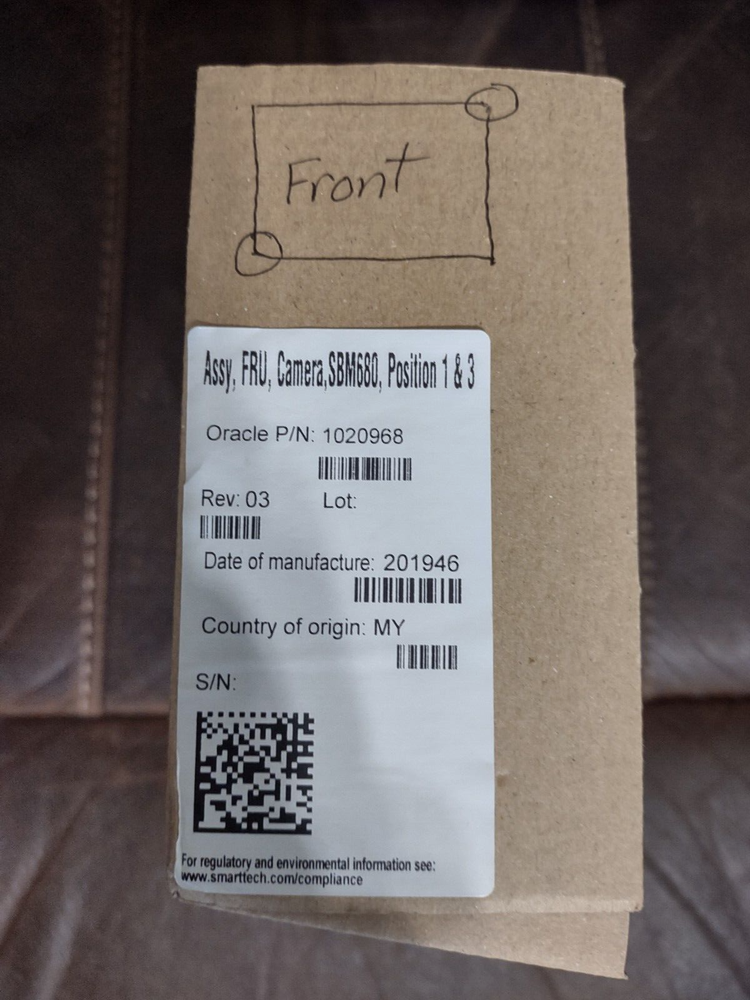 Front
Assy, FRU, Camera,SBM680, Position 1 & 3
Oracle P/N: 1020968
Rev: 03 Lot:
Date of manufacture: 201946
Country of origin: MY
S/N:
For regulatory and environmental information see:
www.smarttech.com/compliance